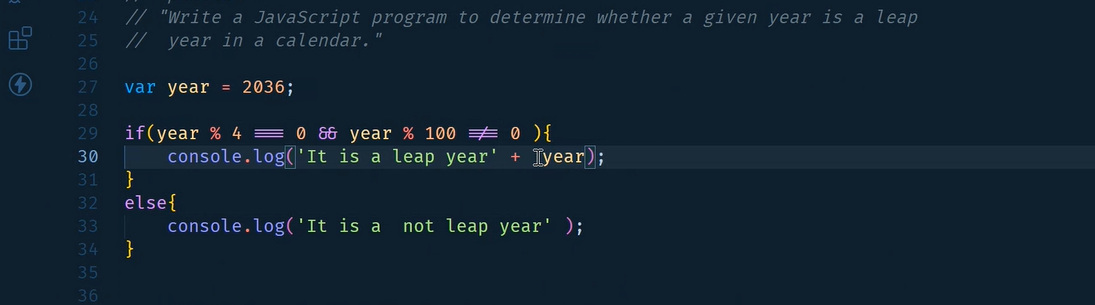 24 // "Write a JavaScript program to determine whether a given year is a leap
25 //  year in a calendar."
26
27 var year = 2036;
28
29 if(year % 4 === 0 && year % 100 !== 0 ){
30     console.log('It is a leap year' +  year);
31 }
32 else{
33     console.log('It is a  not leap year' );
34 }
35
36